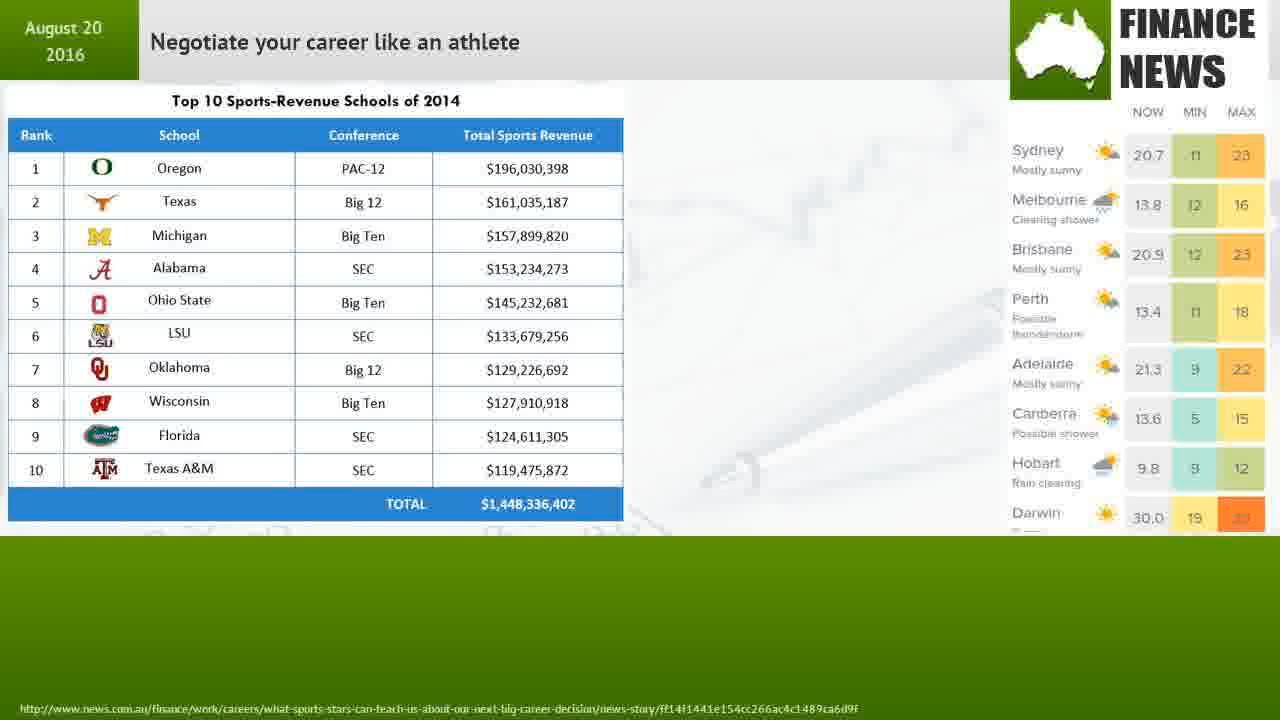 August 20
2016
Negotiate your career like an athlete
FINANCE
NEWS
Top 10 Sports-Revenue Schools of 2014
Rank School Conference Total Sports Revenue
1 Oregon PAC-12 $196,030,398
2 Texas Big 12 $161,035,187
3 Michigan Big Ten $157,899,820
4 Alabama SEC $153,234,273
5 Ohio State Big Ten $145,232,681
6 LSU LSU SEC $133,679,256
7 Oklahoma Big 12 $129,226,692
8 Wisconsin Big Ten $127,910,918
9 Florida SEC $124,611,305
10 Texas A&M SEC $119,475,872
TOTAL $1,448,336,402
NOW MIN MAX
Sydney 20.7 11 23
Mostly sunny
Melbourne 13.8 12 16
Clearing shower
Brisbane 20.9 12 23
Mostly sunny
Perth 13.4 11 18
Possible
thunderstorm
Adelaide 21.3 9 22
Mostly sunny
Canberra 13.6 5 15
Possible shower
Hobart 9.8 9 12
Rain clearing
Darwin 30.0 19
http://www.news.com.au/finance/work/careers/what-sports-stars-can-teach-us-about-our-next-big-career-decision/news-story/ff14f1441e154cc266ac4c1489ca6d9f